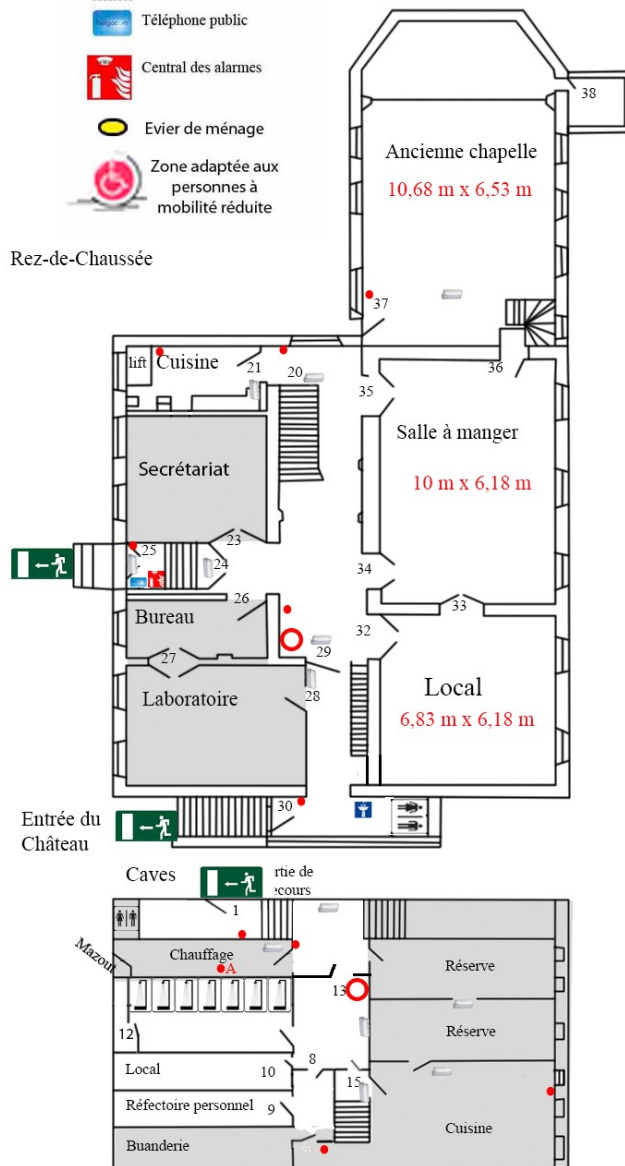 Téléphone public
Central des alarmes
Evier de ménage
Zone adaptée aux
personnes à
mobilité réduite
Rez-de-Chaussée
38
Ancienne chapelle
10,68 m x 6,53 m
37
36
lift
Cuisine
21
20
35
Salle à manger
10 m x 6,18 m
Secrétariat
23
25
24
34
26
33
Bureau
32
29
27
28
Laboratoire
Local
6,83 m x 6,18 m
30
Entrée du
Château
Caves
rtie de
ecours
1
Chauffage
Mazout
A
Réserve
13
12
Réserve
8
Local
10
15
Réfectoire personnel
9
Cuisine
Buanderie